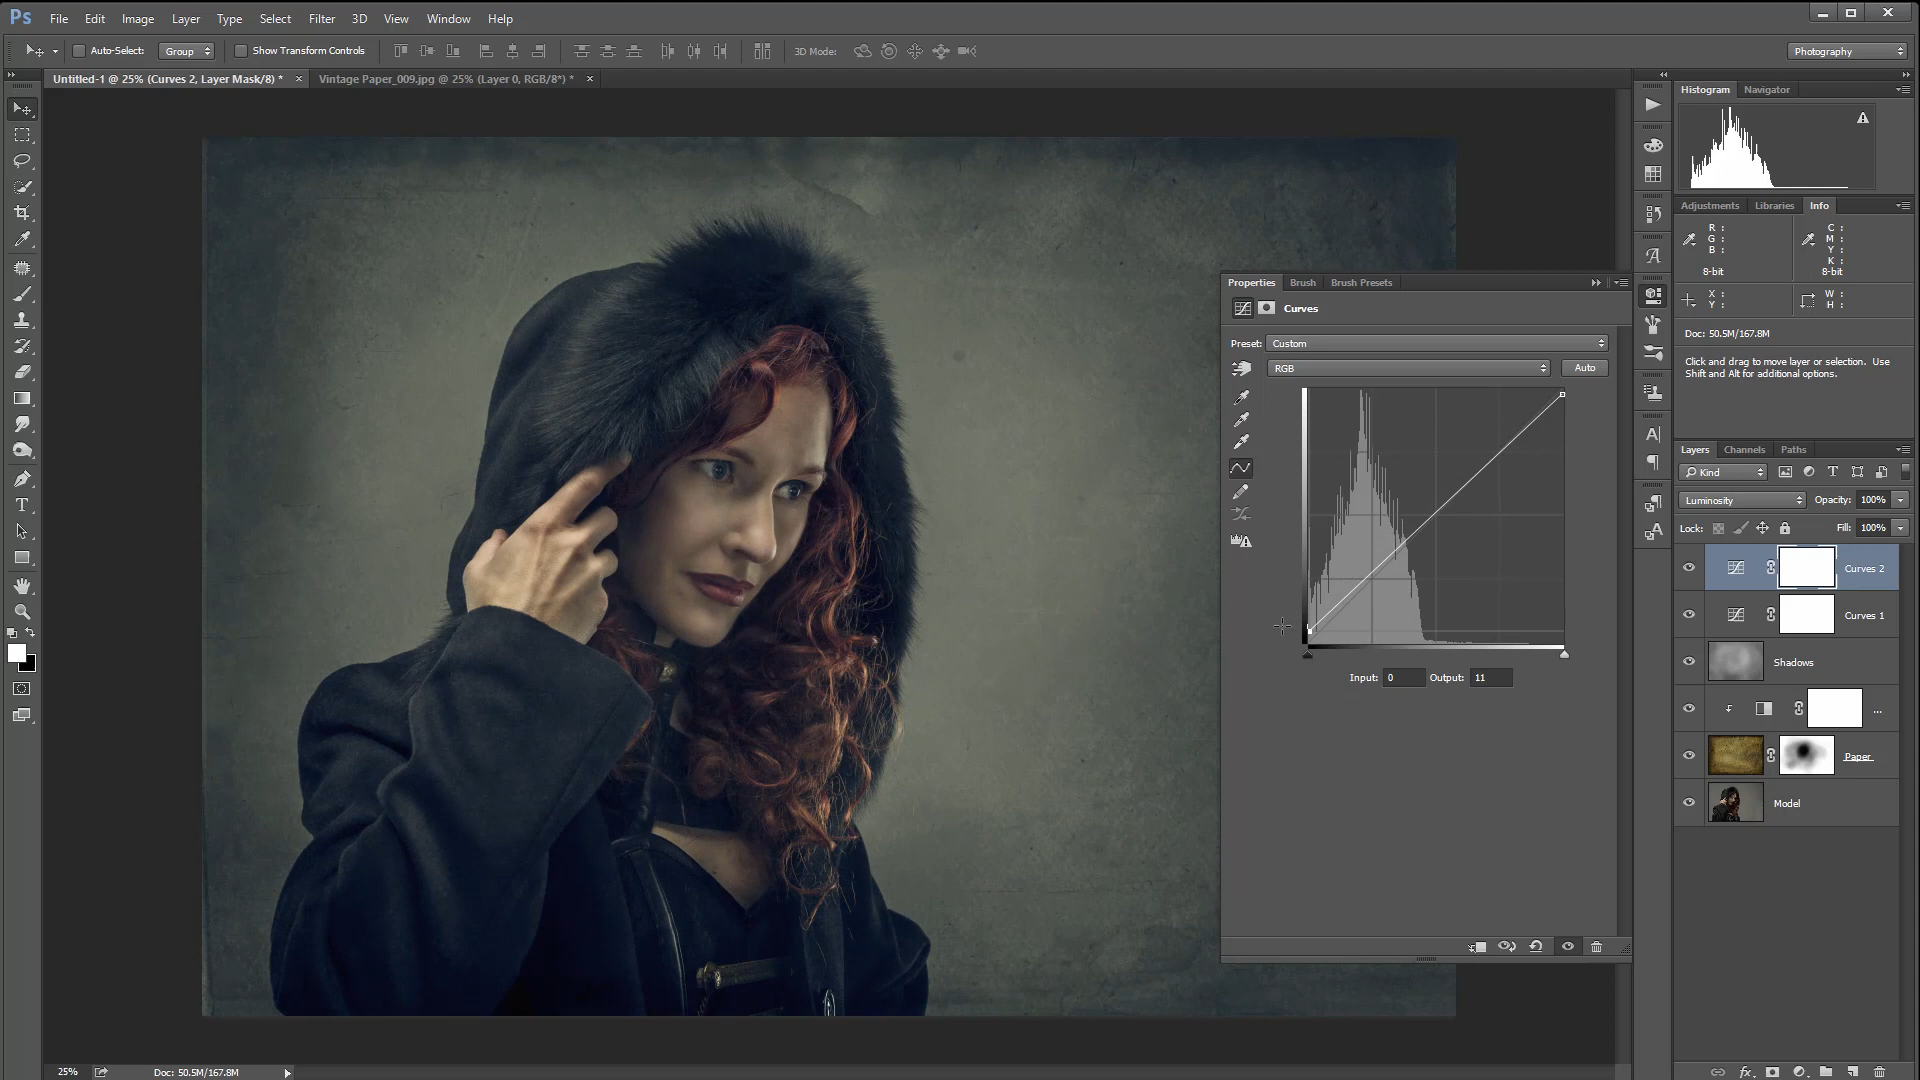 Ps File Edit Image Layer Type Select Filter 3D View Window Help
Auto-Select: Group Show Transform Controls 3D Mode: Photography
Untitled-1 @ 25% (Curves 2, Layer Mask/8) * Vintage Paper_009.jpg @ 25% (Layer 0, RGB/8*) *
Histogram Navigator
Adjustments Libraries Info
R : C :
G : M :
B : Y :
K :
8-bit 8-bit
X : W :
Y : H :
Doc: 50.5M/167.8M
Click and drag to move layer or selection. Use
Shift and Alt for additional options.
Properties Brush Brush Presets
Curves
Preset: Custom
RGB Auto
Input: 0 Output: 11
Layers Channels Paths
Kind
Luminosity Opacity: 100%
Lock: Fill: 100%
Curves 2
Curves 1
Shadows
...
Paper
Model
25% Doc: 50.5M/167.8M